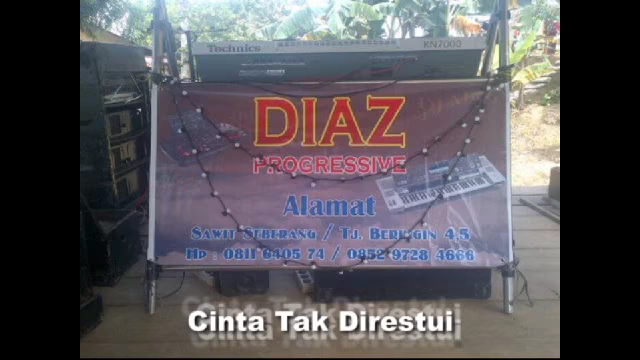 Technics KN7000
DIAZ
PROGRESSIVE
Alamat
SAWIT SEBERANG / TJ. BERINGIN 4,5
HP : 0811 6405 74 / 0852 9728 4666
Cinta Tak Direstui